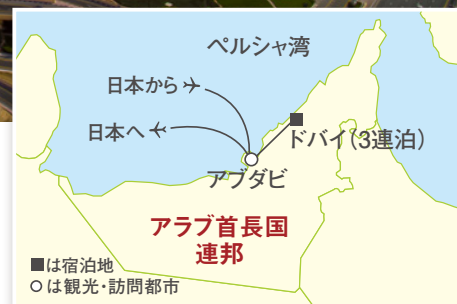 ペルシャ湾
日本から
日本へ
ドバイ(3連泊)
アブダビ
アラブ首長国
連邦
■は宿泊地
○は観光・訪問都市